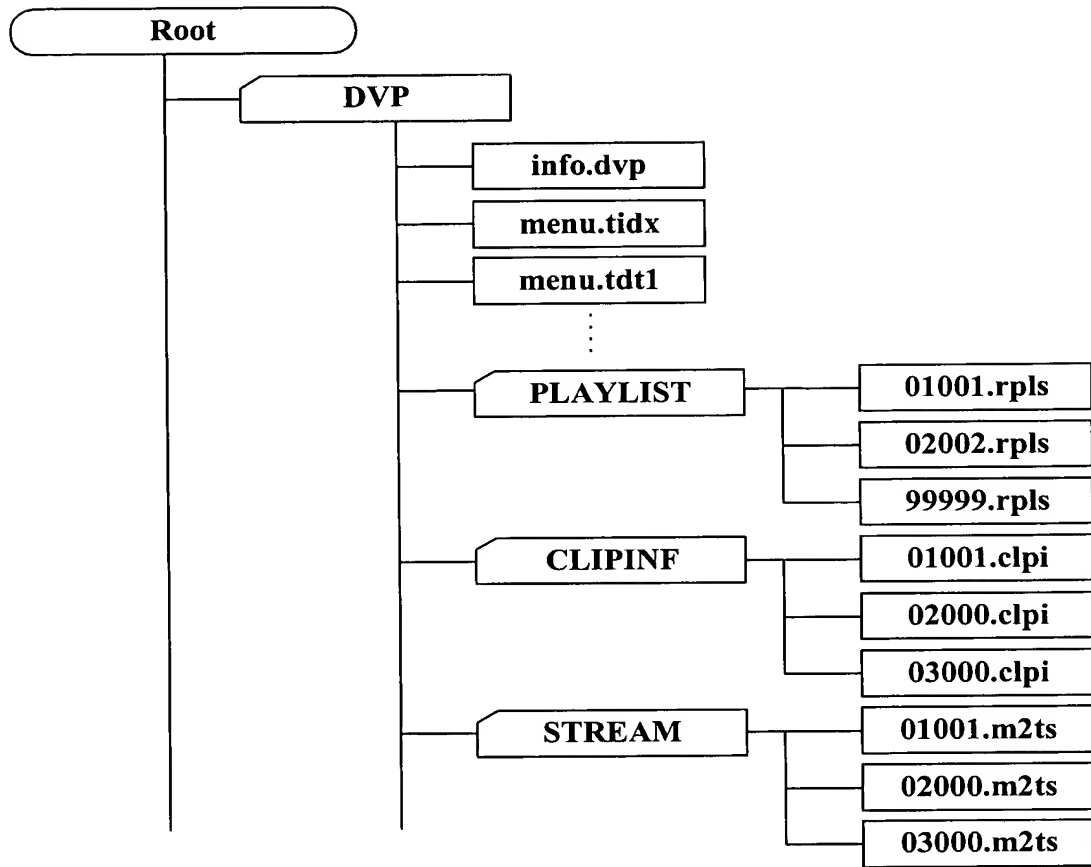 Root
DVP
info.dvp
menu.tidx
menu.tdt1
PLAYLIST
01001.rpls
02002.rpls
99999.rpls
CLIPINF
01001.clpi
02000.clpi
03000.clpi
STREAM
01001.m2ts
02000.m2ts
03000.m2ts